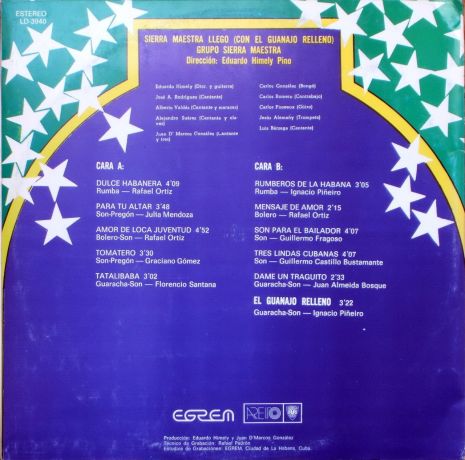 ESTEREO
LD-3940
SIERRA MAESTRA LLEGO (CON EL GUANAJO RELLENO)
GRUPO SIERRA MAESTRA
Dirección: Eduardo Himely Pino
Eduardo Himely (Direc. y guitarra)
José A. Rodríguez (Cantante)
Alberto Valdés (Cantante y maracas)
Alejandro Suárez (Cantante y claves)
Juan D' Marcos González (Cantante y tres)
Carlos González (Bongó)
Carlos Romero (Contrabajo)
Carlos Fonseca (Güiro)
Jesús Alemañy (Trompeta)
Luis Bárzaga (Cantante)
CARA A:
DULCE HABANERA 4'09
Rumba — Rafael Ortiz
PARA TU ALTAR 3'48
Son-Pregón — Julia Mendoza
AMOR DE LOCA JUVENTUD 4'52
Bolero-Son — Rafael Ortiz
TOMATERO 3'30
Son-Pregón — Graciano Gómez
TATALIBABA 3'02
Guaracha-Son — Florencio Santana
CARA B:
RUMBEROS DE LA HABANA 3'05
Rumba — Ignacio Piñeiro
MENSAJE DE AMOR 2'15
Bolero — Rafael Ortiz
SON PARA EL BAILADOR 4'07
Son — Guillermo Fragoso
TRES LINDAS CUBANAS 4'07
Son — Guillermo Castillo Bustamante
DAME UN TRAGUITO 2'33
Guaracha-Son — Juan Almeida Bosque
EL GUANAJO RELLENO 3'22
Guaracha-Son — Ignacio Piñeiro
EGREM
AREITO
Producción: Eduardo Himely y Juan D'Marcos González
Técnico de Grabación: Rafael Padrón
Estudios de Grabaciones: EGREM, Ciudad de La Habana, Cuba.